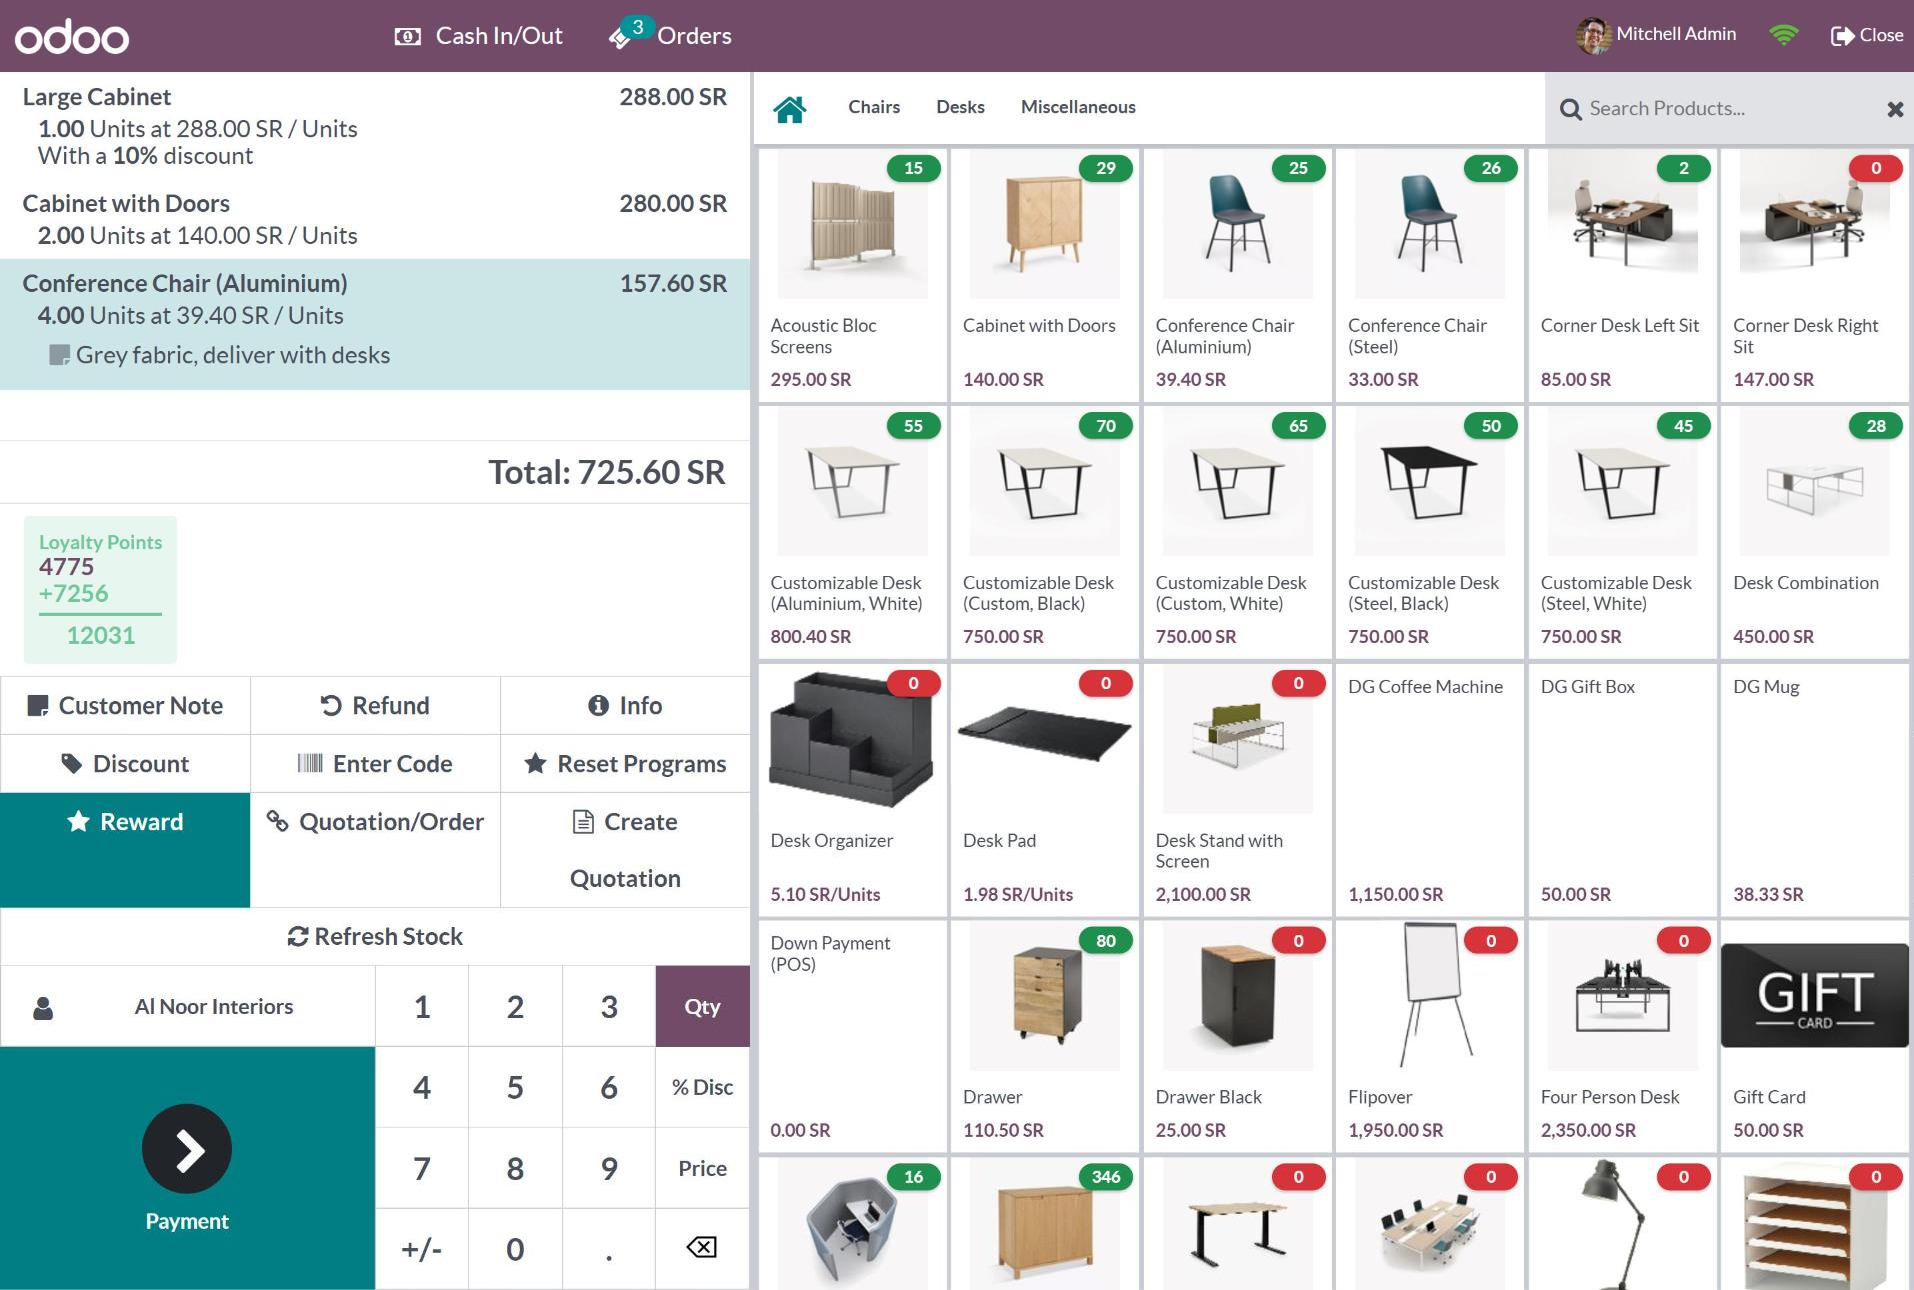 odoo
Cash In/Out
3
Orders
Mitchell Admin
Close
Large Cabinet 288.00 SR
1.00 Units at 288.00 SR / Units
With a 10% discount
Cabinet with Doors 280.00 SR
2.00 Units at 140.00 SR / Units
Conference Chair (Aluminium) 157.60 SR
4.00 Units at 39.40 SR / Units
Grey fabric, deliver with desks
Total: 725.60 SR
Loyalty Points
4775
+7256
12031
Customer Note
Refund
Info
Discount
Enter Code
Reset Programs
Reward
Quotation/Order
Create
Quotation
Refresh Stock
Al Noor Interiors
1 2 3 Qty
4 5 6 % Disc
7 8 9 Price
+/- 0 .
Payment
Chairs
Desks
Miscellaneous
Search Products...
15
Acoustic Bloc
Screens
295.00 SR
29
Cabinet with Doors
140.00 SR
25
Conference Chair
(Aluminium)
39.40 SR
26
Conference Chair
(Steel)
33.00 SR
2
Corner Desk Left Sit
85.00 SR
0
Corner Desk Right
Sit
147.00 SR
55
Customizable Desk
(Aluminium, White)
800.40 SR
70
Customizable Desk
(Custom, Black)
750.00 SR
65
Customizable Desk
(Custom, White)
750.00 SR
50
Customizable Desk
(Steel, Black)
750.00 SR
45
Customizable Desk
(Steel, White)
750.00 SR
28
Desk Combination
450.00 SR
0
Desk Organizer
5.10 SR/Units
0
Desk Pad
1.98 SR/Units
0
Desk Stand with
Screen
2,100.00 SR
DG Coffee Machine
1,150.00 SR
DG Gift Box
50.00 SR
DG Mug
38.33 SR
Down Payment
(POS)
0.00 SR
80
Drawer
110.50 SR
0
Drawer Black
25.00 SR
0
Flipover
1,950.00 SR
0
Four Person Desk
2,350.00 SR
GIFT
CARD
Gift Card
50.00 SR
16
346
0
0
0
0